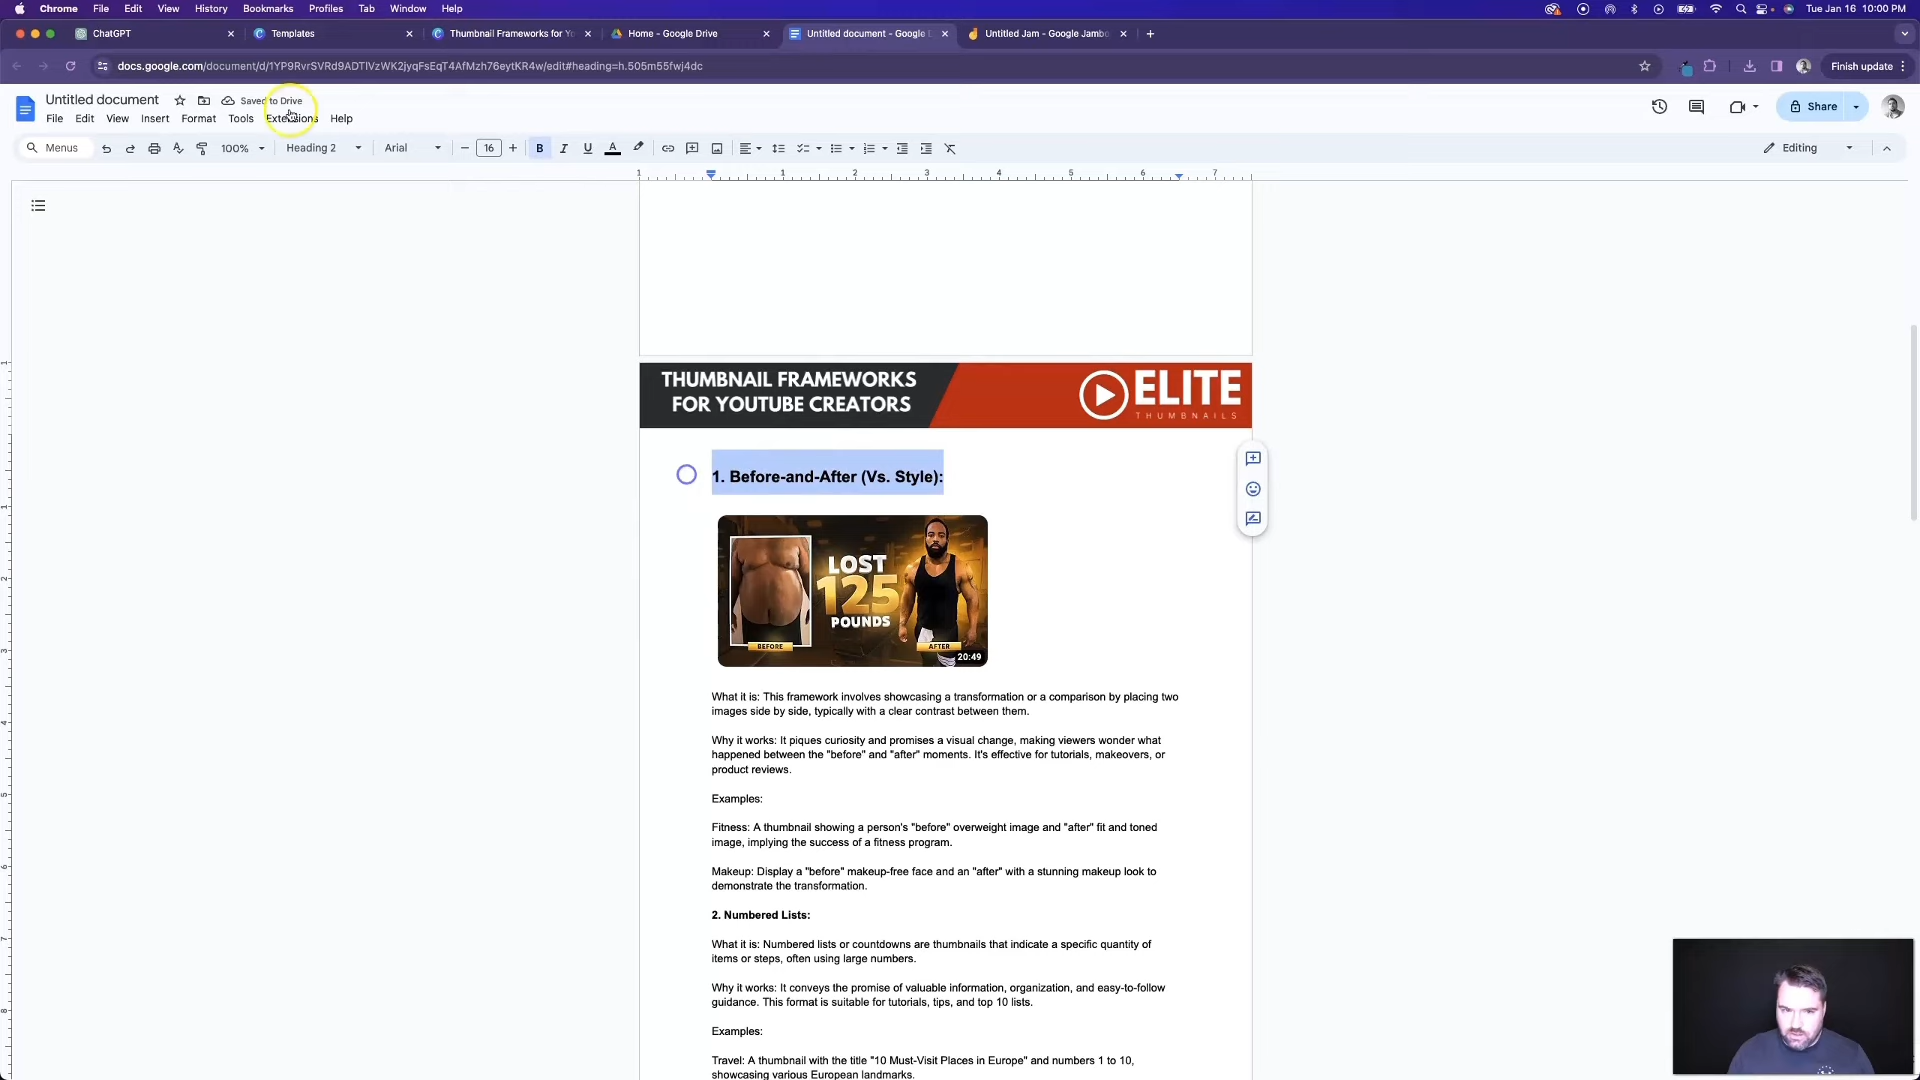 Chrome File Edit View History Bookmarks Profiles Tab Window Help Tue Jan 16 10:00 PM
ChatGPT Templates Thumbnail Frameworks for Yo Home - Google Drive Untitled document - Google D Untitled Jam - Google Jambo
docs.google.com/document/d/1YP9RvrSVRd9ADTlVzWK2jyqFsEqT4AfMzh76eytKR4w/edit#heading=h.505m55fwj4dc Finish update
Untitled document Saved to Drive
File Edit View Insert Format Tools Extensions Help Share
Menus 100% Heading 2 Arial 16 B I U A Editing
1 1 2 3 4 5 6 7
THUMBNAIL FRAMEWORKS
FOR YOUTUBE CREATORS
ELITE
THUMBNAILS
1. Before-and-After (Vs. Style):
LOST
125
POUNDS
BEFORE
AFTER
20:49
What it is: This framework involves showcasing a transformation or a comparison by placing two
images side by side, typically with a clear contrast between them.
Why it works: It piques curiosity and promises a visual change, making viewers wonder what
happened between the "before" and "after" moments. It's effective for tutorials, makeovers, or
product reviews.
Examples:
Fitness: A thumbnail showing a person's "before" overweight image and "after" fit and toned
image, implying the success of a fitness program.
Makeup: Display a "before" makeup-free face and an "after" with a stunning makeup look to
demonstrate the transformation.
2. Numbered Lists:
What it is: Numbered lists or countdowns are thumbnails that indicate a specific quantity of
items or steps, often using large numbers.
Why it works: It conveys the promise of valuable information, organization, and easy-to-follow
guidance. This format is suitable for tutorials, tips, and top 10 lists.
Examples:
Travel: A thumbnail with the title "10 Must-Visit Places in Europe" and numbers 1 to 10,
showcasing various European landmarks.